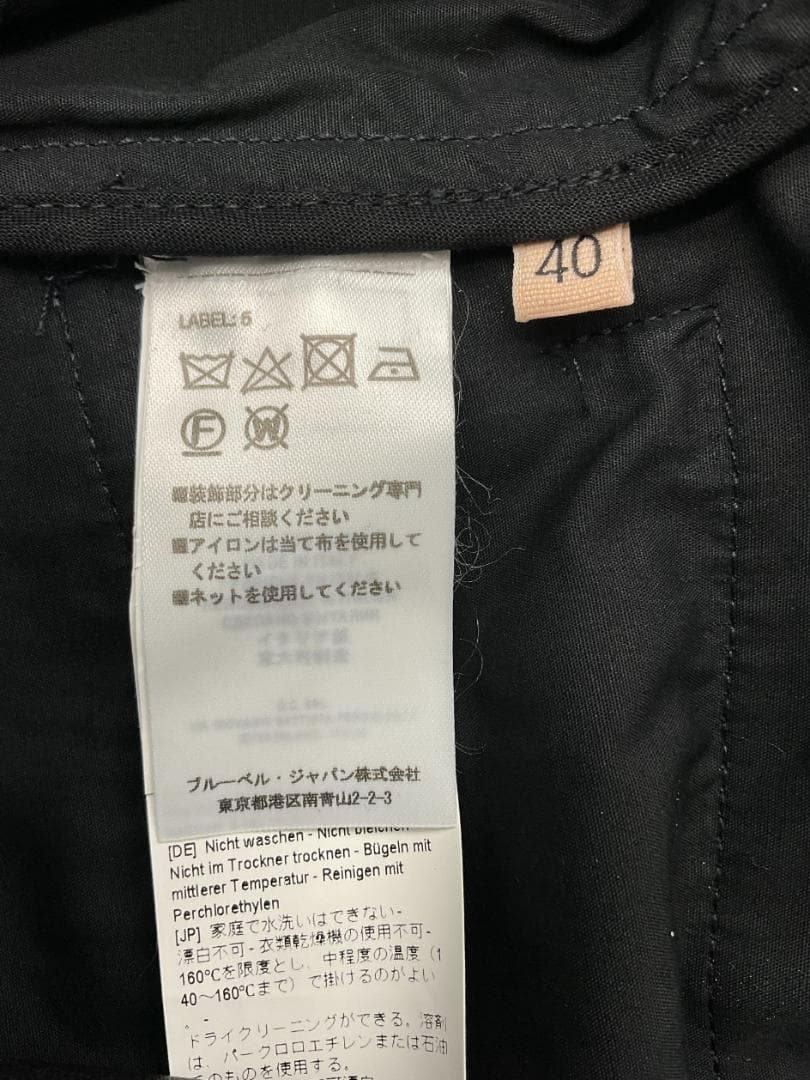 40
LABEL: 6
F
W
■装飾部分はクリーニング専門
店にご相談ください
■アイロンは当て布を使用して
ください
■ネットを使用してください
ブルーベル・ジャパン株式会社
東京都港区南青山2-2-3
[DE] Nicht waschen - Nicht bleichen
Nicht im Trockner trocknen - Bügeln mit
mittlerer Temperatur - Reinigen mit
Perchlorethylen
[JP] 家庭で水洗いはできない-
漂白不可 - 衣類乾燥機の使用不可-
160℃を限度とし、中程度の温度（1
40～160℃まで）で掛けるのがよい
。-
ドライクリーニングができる。溶剤
は、パークロロエチレンまたは石油
のものを使用する。